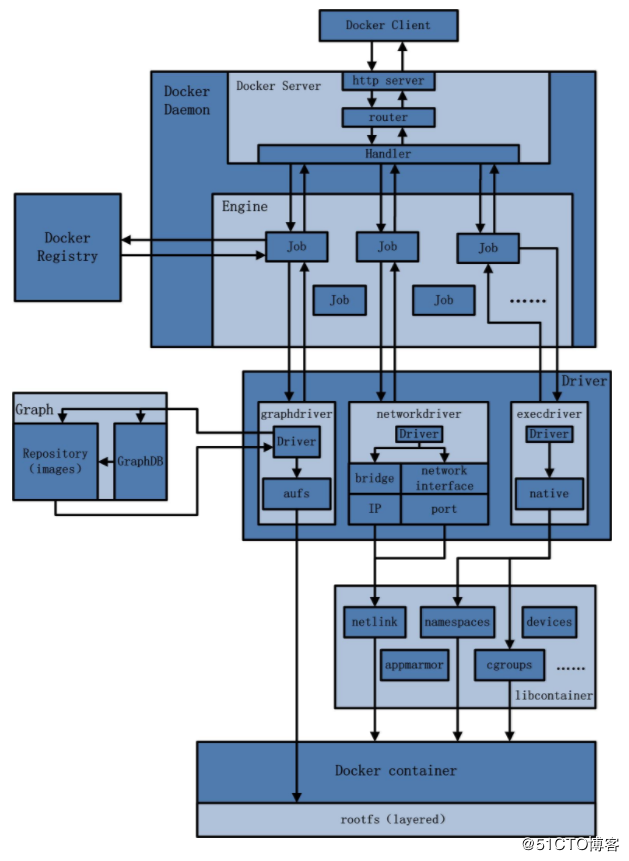 Docker Client
Docker
Daemon
Docker Server
http server
router
Handler
Engine
Docker
Registry
Job
Job
Job
Job
Job
......
Driver
Graph
Repository
(images)
GraphDB
graphdriver
Driver
aufs
networkdriver
Driver
bridge
network
interface
IP
port
execdriver
Driver
native
netlink
namespaces
devices
appmarmor
cgroups
......
libcontainer
Docker container
rootfs (layered)
@51CTO博客